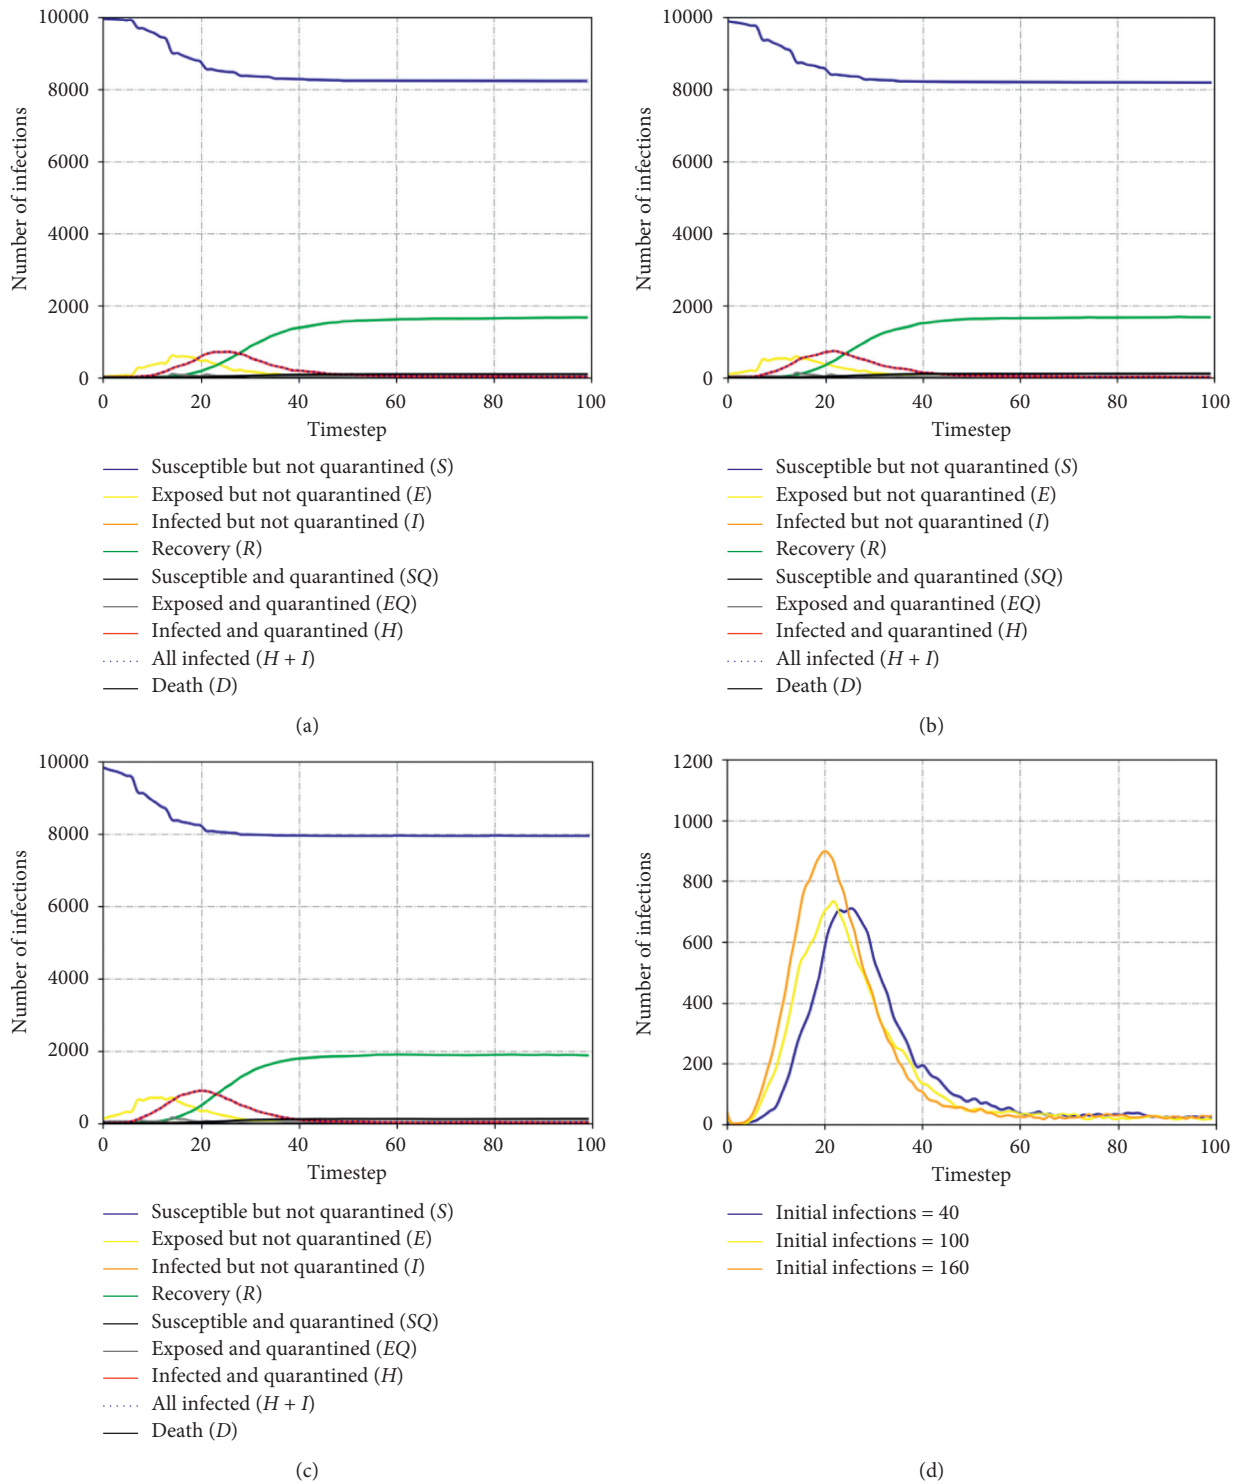 10000
8000
6000
4000
2000
0
Number of infections
0 20 40 60 80 100
Timestep
Susceptible but not quarantined (S)
Exposed but not quarantined (E)
Infected but not quarantined (I)
Recovery (R)
Susceptible and quarantined (SQ)
Exposed and quarantined (EQ)
Infected and quarantined (H)
All infected (H + I)
Death (D)
(a)
10000
8000
6000
4000
2000
0
Number of infections
0 20 40 60 80 100
Timestep
Susceptible but not quarantined (S)
Exposed but not quarantined (E)
Infected but not quarantined (I)
Recovery (R)
Susceptible and quarantined (SQ)
Exposed and quarantined (EQ)
Infected and quarantined (H)
All infected (H + I)
Death (D)
(b)
10000
8000
6000
4000
2000
0
Number of infections
0 20 40 60 80 100
Timestep
Susceptible but not quarantined (S)
Exposed but not quarantined (E)
Infected but not quarantined (I)
Recovery (R)
Susceptible and quarantined (SQ)
Exposed and quarantined (EQ)
Infected and quarantined (H)
All infected (H + I)
Death (D)
(c)
1200
1000
800
600
400
200
0
Number of infections
0 20 40 60 80 100
Timestep
Initial infections = 40
Initial infections = 100
Initial infections = 160
(d)